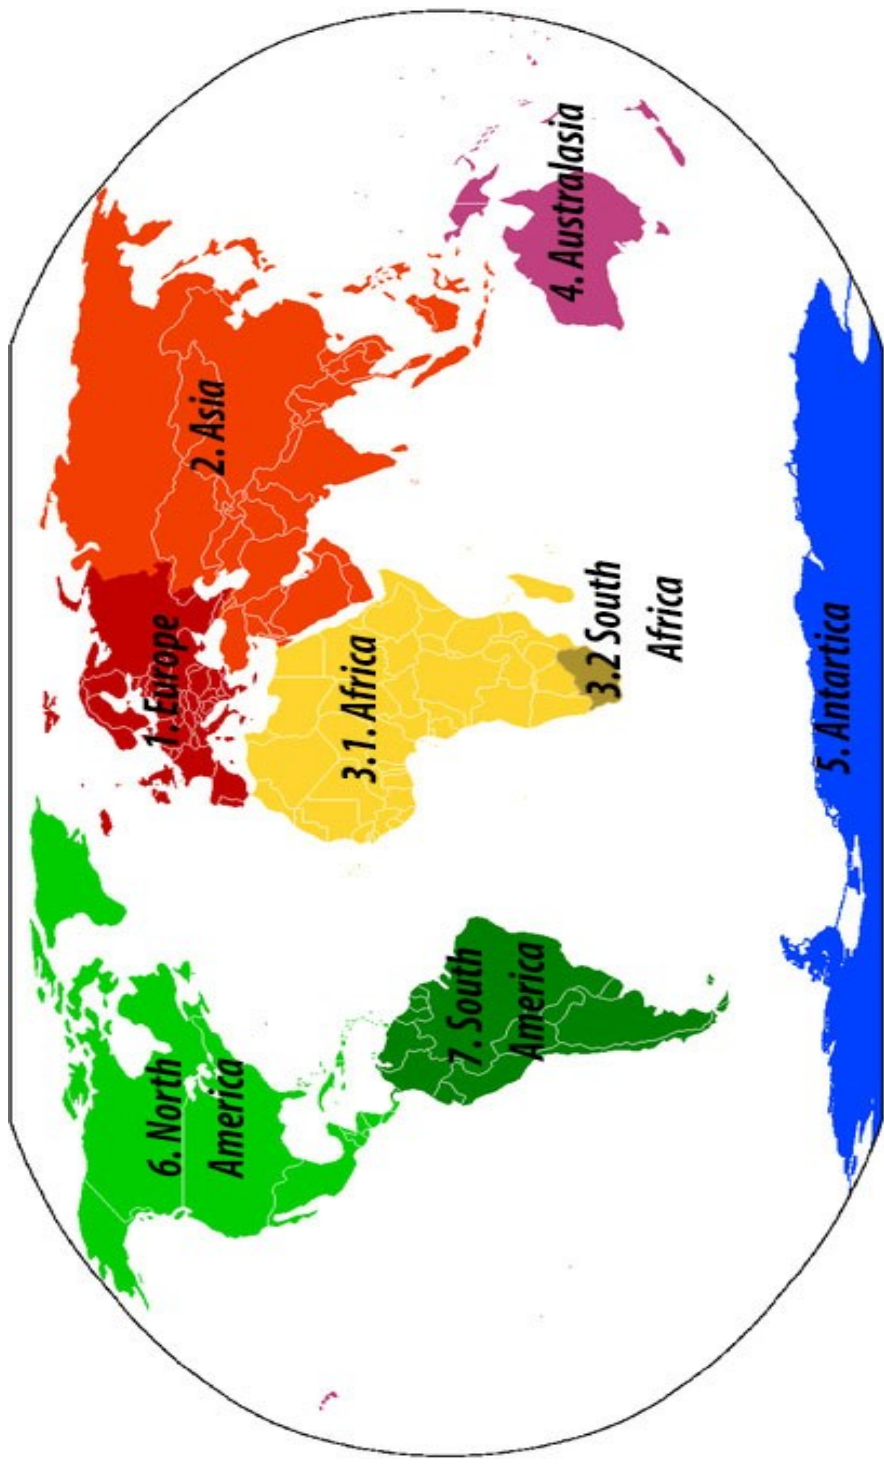 1. Europe
2. Asia
3.1. Africa
3.2 South
Africa
4. Australasia
5. Antartica
6. North
America
7. South
America